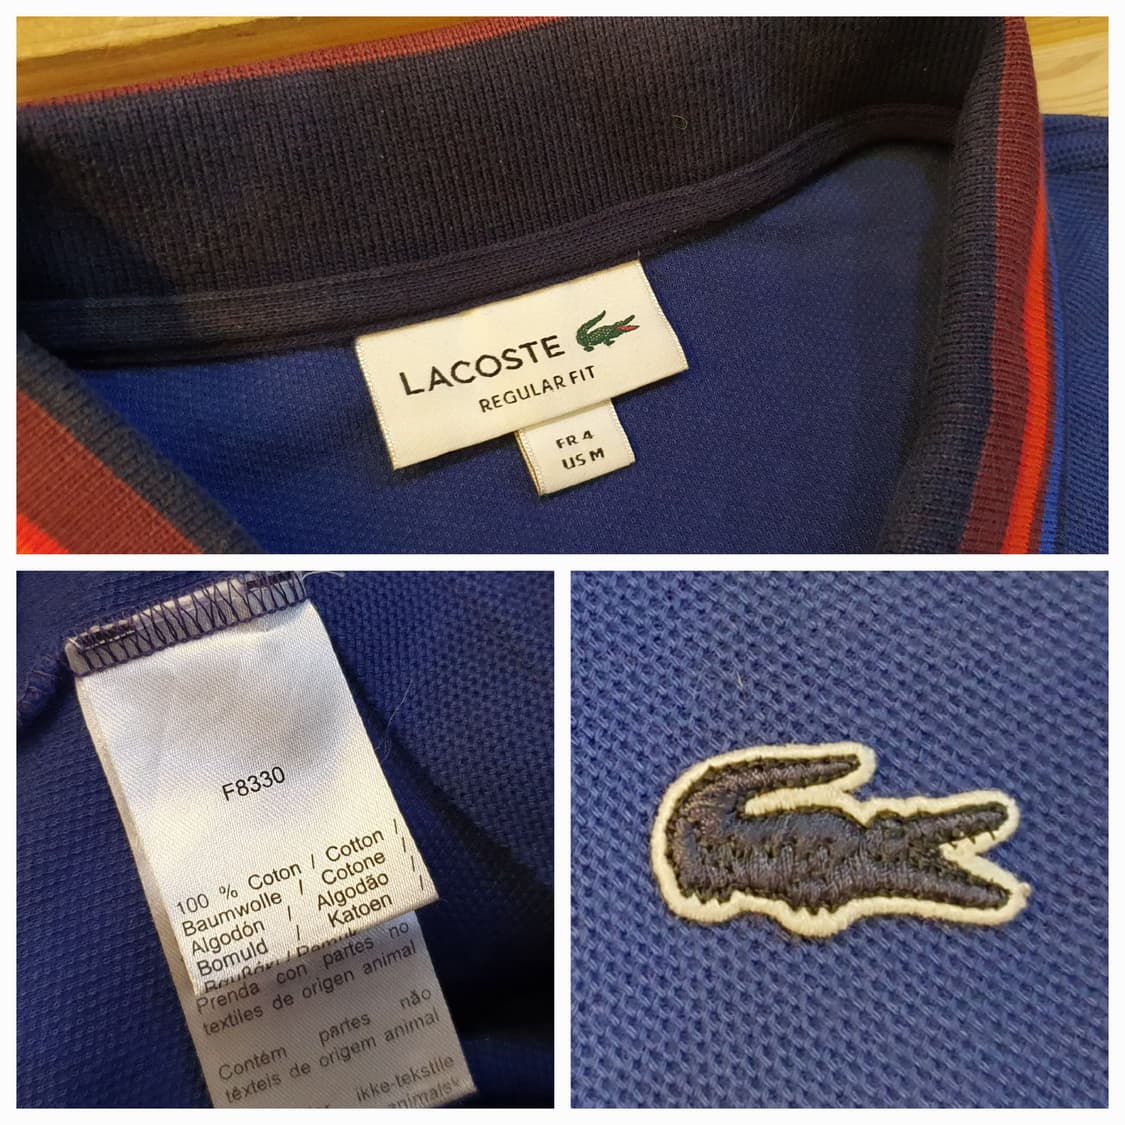 LACOSTE
REGULAR FIT
FR 4
US M
F8330
100 % Coton / Cotton /
Baumwolle / Cotone /
Algodón / Algodão /
Bomuld / Katoen /
Prenda con partes no
textiles de origen animal
Contém partes não
têxteis de origem animal
ikke-tekstile